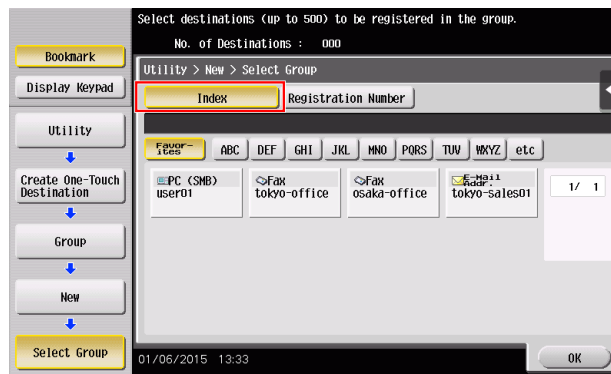 Select destinations (up to 500) to be registered in the group.
No. of Destinations : 000
Bookmark
Display Keypad
Utility
Create One-Touch
Destination
Group
New
Select Group
Utility > New > Select Group
Index Registration Number
Favor-
ites ABC DEF GHI JKL MNO PQRS TUV WXYZ etc
PC (SMB)
user01
Fax
tokyo-office
Fax
osaka-office
E-Mail
Addr.
tokyo-sales01
1/ 1
01/06/2015 13:33
OK